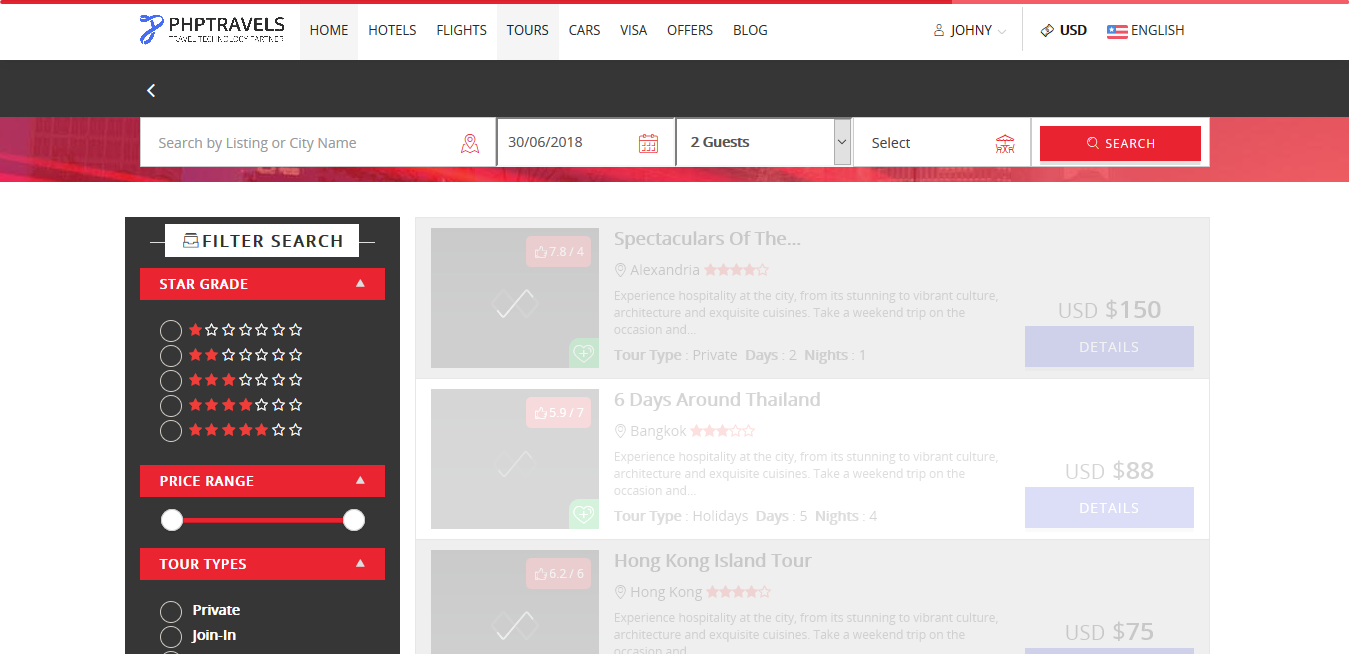 PHPTRAVELS
TRAVEL TECHNOLOGY PARTNER
HOME HOTELS FLIGHTS TOURS CARS VISA OFFERS BLOG JOHNY USD ENGLISH
Search by Listing or City Name 30/06/2018 2 Guests Select SEARCH
FILTER SEARCH
STAR GRADE
PRICE RANGE
TOUR TYPES
Private
Join-In
7.8 / 4
Spectaculars Of The...
Alexandria
Experience hospitality at the city, from its stunning to vibrant culture,
architecture and exquisite cuisines. Take a weekend trip on the
occasion and...
Tour Type : Private Days : 2 Nights : 1
USD $150
DETAILS
5.9 / 7
6 Days Around Thailand
Bangkok
Experience hospitality at the city, from its stunning to vibrant culture,
architecture and exquisite cuisines. Take a weekend trip on the
occasion and...
Tour Type : Holidays Days : 5 Nights : 4
USD $88
DETAILS
6.2 / 6
Hong Kong Island Tour
Hong Kong
Experience hospitality at the city, from its stunning to vibrant culture,
architecture and exquisite cuisines. Take a weekend trip on the
occasion and...
USD $75